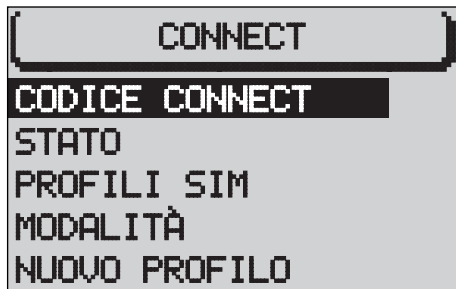 CONNECT
CODICE CONNECT
STATO
PROFILI SIM
MODALITÀ
NUOVO PROFILO